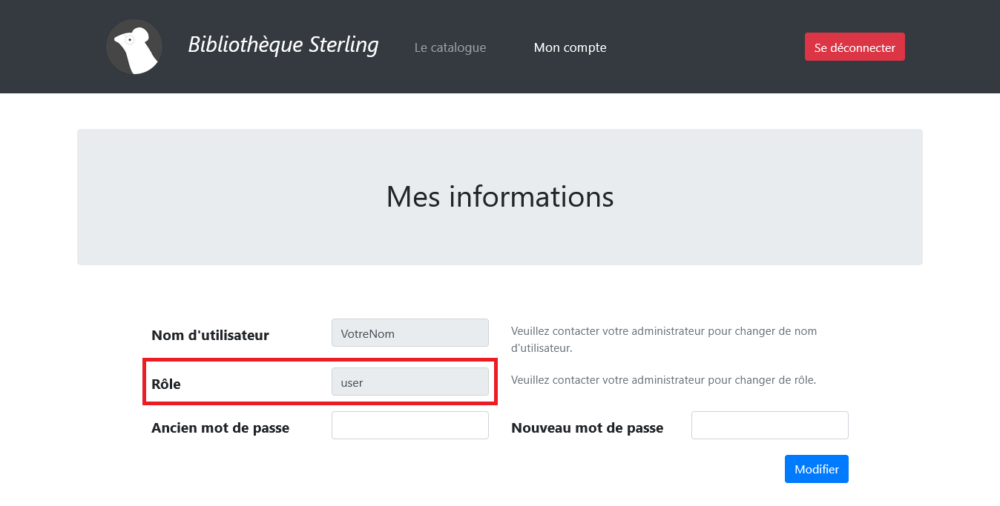 Bibliothèque Sterling
Le catalogue
Mon compte
Se déconnecter
Mes informations
Nom d'utilisateur
VotreNom
Veuillez contacter votre administrateur pour changer de nom
d'utilisateur.
Rôle
user
Veuillez contacter votre administrateur pour changer de rôle.
Ancien mot de passe
Nouveau mot de passe
Modifier